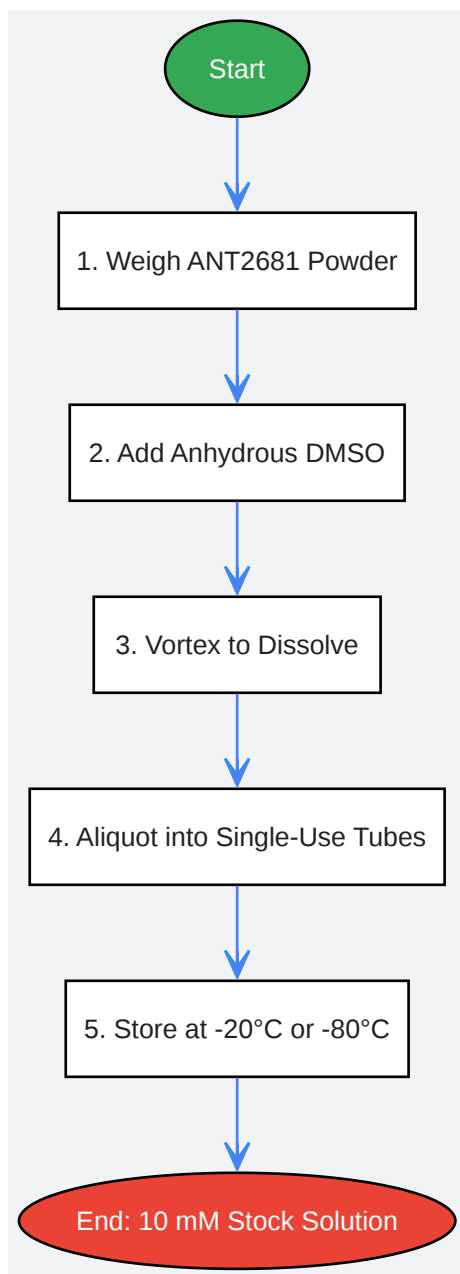 Start
1. Weigh ANT2681 Powder
2. Add Anhydrous DMSO
3. Vortex to Dissolve
4. Aliquot into Single-Use Tubes
5. Store at -20°C or -80°C
End: 10 mM Stock Solution